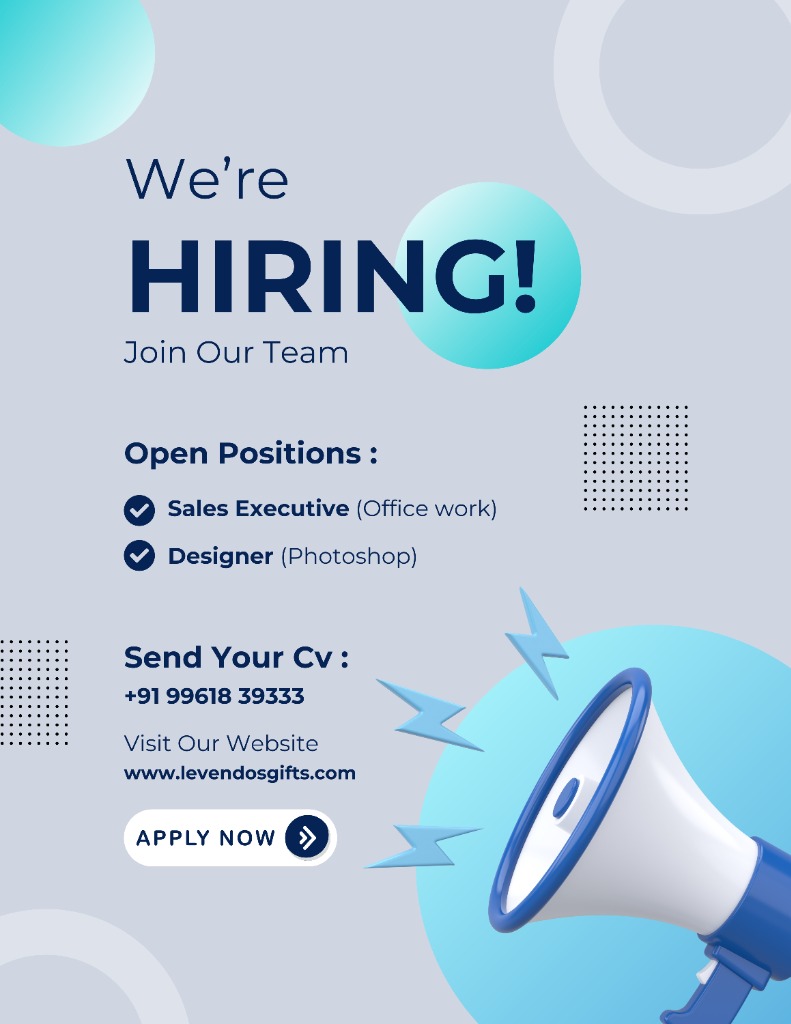 We’re
HIRING!
Join Our Team
Open Positions :
Sales Executive (Office work)
Designer (Photoshop)
Send Your Cv :
+91 99618 39333
Visit Our Website
www.levendosgifts.com
APPLY NOW